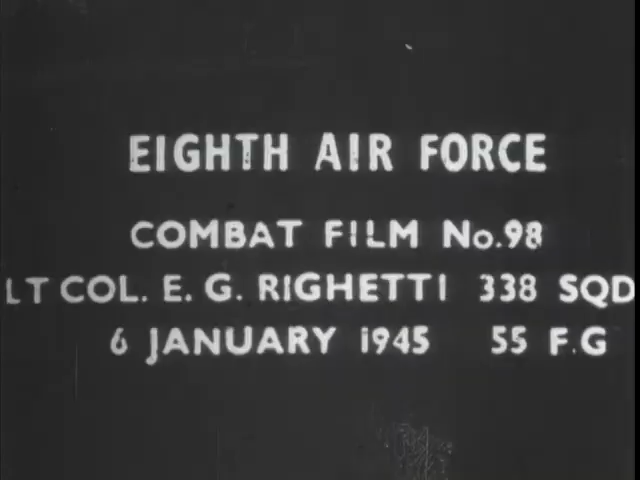 EIGHTH AIR FORCE
COMBAT FILM No.98
LT COL. E. G. RIGHETTI 338 SQD
6 JANUARY 1945 55 F.G